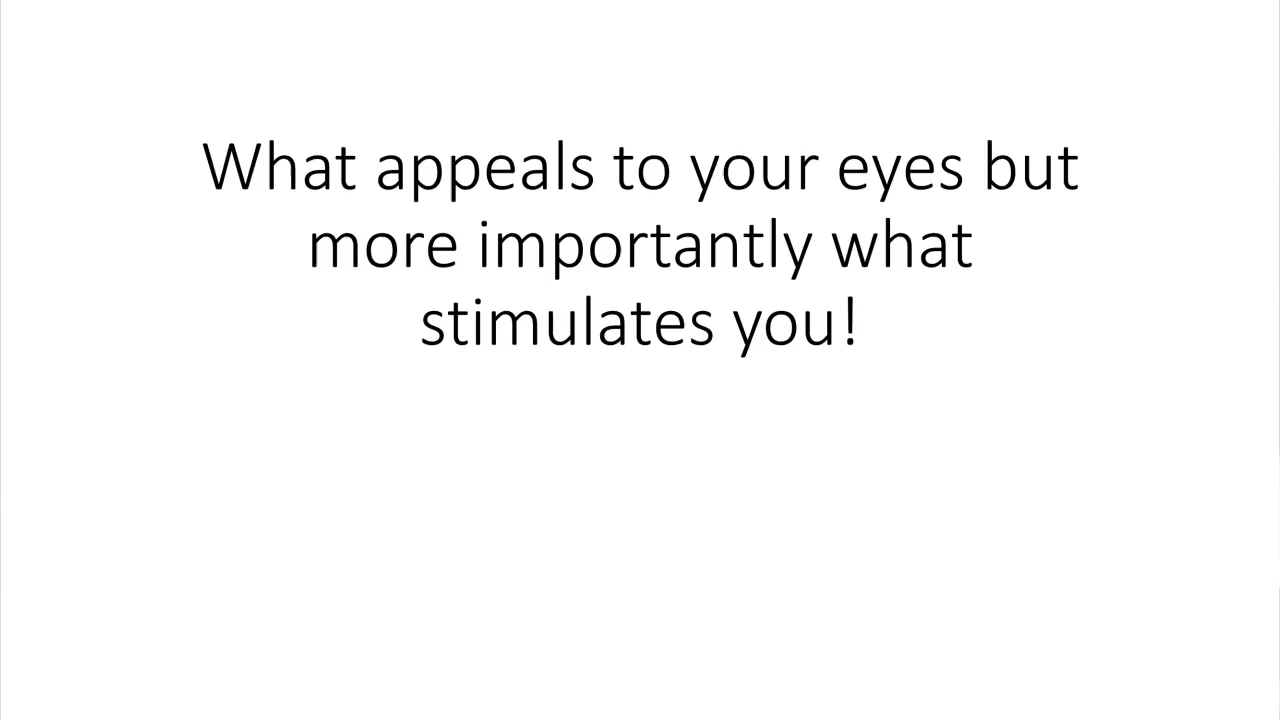 What appeals to your eyes but
more importantly what
stimulates you!